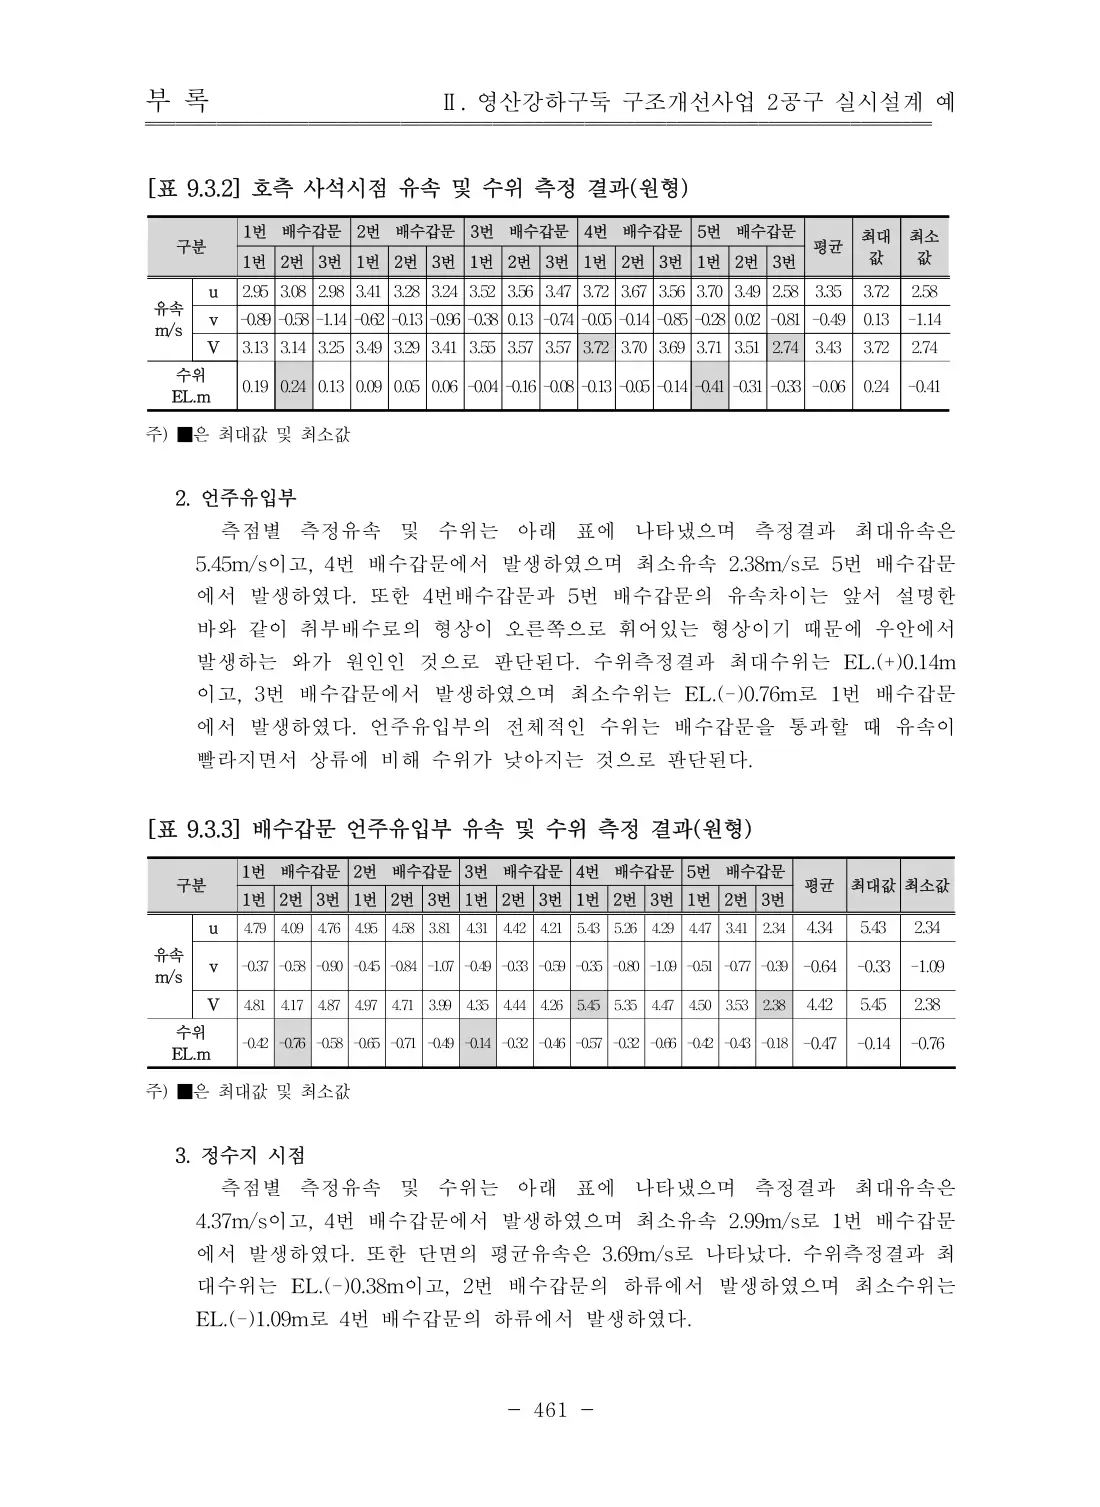 부 록 Ⅱ. 영산강하구둑 구조개선사업 2공구 실시설계 예
[표 9.3.2] 호측 사석시점 유속 및 수위 측정 결과(원형)
구분 1번 배수갑문 2번 배수갑문 3번 배수갑문 4번 배수갑문 5번 배수갑문 평균 최대값 최소값
1번 2번 3번 1번 2번 3번 1번 2번 3번 1번 2번 3번 1번 2번 3번
유속 m/s u 2.95 3.08 2.98 3.41 3.28 3.24 3.52 3.56 3.47 3.72 3.67 3.56 3.70 3.49 2.58 3.35 3.72 2.58
v -0.89 -0.58 -1.14 -0.62 -0.13 -0.96 -0.38 0.13 -0.74 -0.05 -0.14 -0.85 -0.28 0.02 -0.81 -0.49 0.13 -1.14
V 3.13 3.14 3.25 3.49 3.29 3.41 3.55 3.57 3.57 3.72 3.70 3.69 3.71 3.51 2.74 3.43 3.72 2.74
수위 EL.m 0.19 0.24 0.13 0.09 0.05 0.06 -0.04 -0.16 -0.08 -0.13 -0.05 -0.14 -0.41 -0.31 -0.33 -0.06 0.24 -0.41
주) ■은 최대값 및 최소값
2. 언주유입부
측점별 측정유속 및 수위는 아래 표에 나타냈으며 측정결과 최대유속은
5.45m/s이고, 4번 배수갑문에서 발생하였으며 최소유속 2.38m/s로 5번 배수갑문
에서 발생하였다. 또한 4번배수갑문과 5번 배수갑문의 유속차이는 앞서 설명한
바와 같이 취부배수로의 형상이 오른쪽으로 휘어있는 형상이기 때문에 우안에서
발생하는 와가 원인인 것으로 판단된다. 수위측정결과 최대수위는 EL.(+)0.14m
이고, 3번 배수갑문에서 발생하였으며 최소수위는 EL.(-)0.76m로 1번 배수갑문
에서 발생하였다. 언주유입부의 전체적인 수위는 배수갑문을 통과할 때 유속이
빨라지면서 상류에 비해 수위가 낮아지는 것으로 판단된다.
[표 9.3.3] 배수갑문 언주유입부 유속 및 수위 측정 결과(원형)
구분 1번 배수갑문 2번 배수갑문 3번 배수갑문 4번 배수갑문 5번 배수갑문 평균 최대값 최소값
1번 2번 3번 1번 2번 3번 1번 2번 3번 1번 2번 3번 1번 2번 3번
유속 m/s u 4.79 4.09 4.76 4.95 4.58 3.81 4.31 4.42 4.21 5.43 5.26 4.29 4.47 3.41 2.34 4.34 5.43 2.34
v -0.37 -0.58 -0.90 -0.45 -0.84 -1.07 -0.49 -0.33 -0.59 -0.35 -0.80 -1.09 -0.51 -0.77 -0.39 -0.64 -0.33 -1.09
V 4.81 4.17 4.87 4.97 4.71 3.99 4.35 4.44 4.26 5.45 5.35 4.47 4.50 3.53 2.38 4.42 5.45 2.38
수위 EL.m -0.42 -0.76 -0.58 -0.65 -0.71 -0.49 -0.14 -0.32 -0.46 -0.57 -0.32 -0.66 -0.42 -0.43 -0.18 -0.47 -0.14 -0.76
주) ■은 최대값 및 최소값
3. 정수지 시점
측점별 측정유속 및 수위는 아래 표에 나타냈으며 측정결과 최대유속은
4.37m/s이고, 4번 배수갑문에서 발생하였으며 최소유속 2.99m/s로 1번 배수갑문
에서 발생하였다. 또한 단면의 평균유속은 3.69m/s로 나타났다. 수위측정결과 최
대수위는 EL.(-)0.38m이고, 2번 배수갑문의 하류에서 발생하였으며 최소수위는
EL.(-)1.09m로 4번 배수갑문의 하류에서 발생하였다.
- 461 -